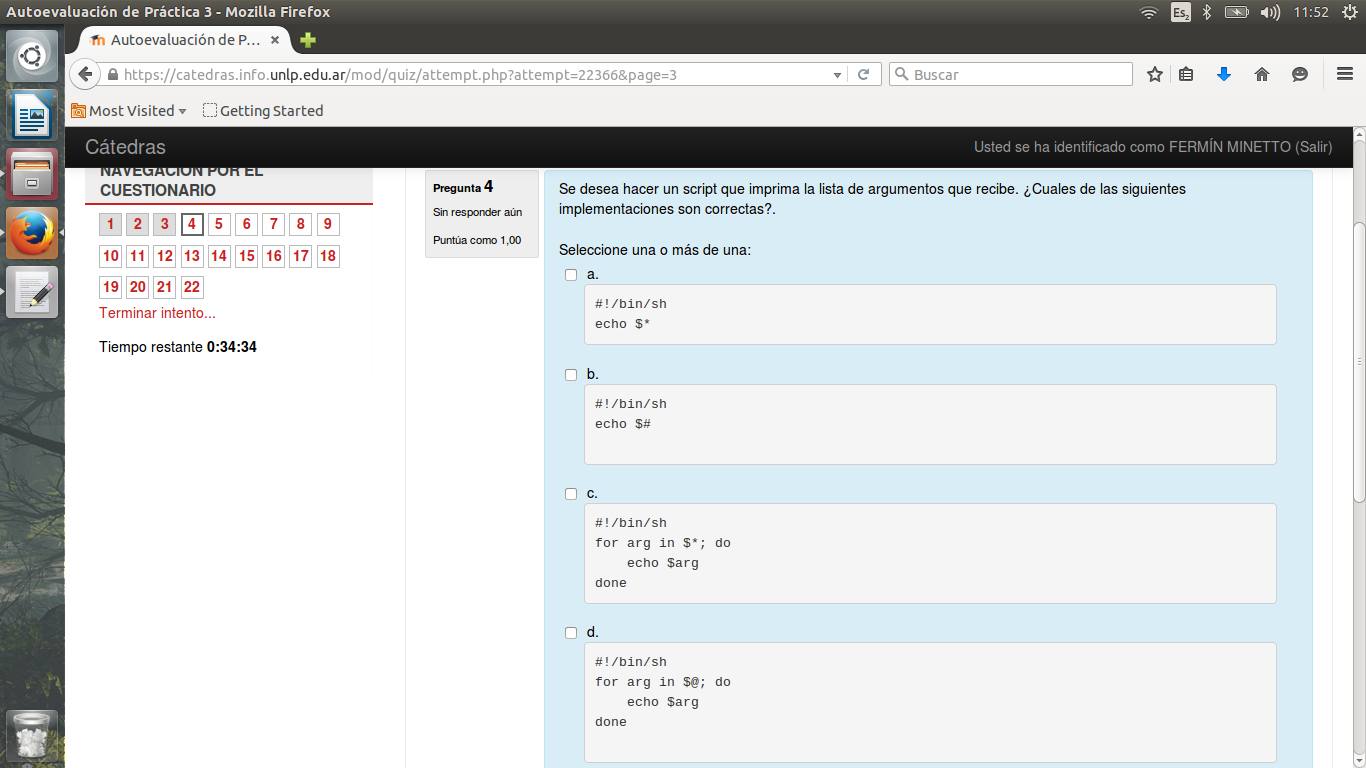 Autoevaluación de Práctica 3 - Mozilla Firefox
Es2
11:52
Autoevaluación de P...
https://catedras.info.unlp.edu.ar/mod/quiz/attempt.php?attempt=22366&page=3
Buscar
Most Visited
Getting Started
Cátedras
Usted se ha identificado como FERMÍN MINETTO (Salir)
NAVEGACIÓN POR EL
CUESTIONARIO
1 2 3 4 5 6 7 8 9
10 11 12 13 14 15 16 17 18
19 20 21 22
Terminar intento...
Tiempo restante 0:34:34
Pregunta 4
Sin responder aún
Puntúa como 1,00
Se desea hacer un script que imprima la lista de argumentos que recibe. ¿Cuales de las siguientes
implementaciones son correctas?.
Seleccione una o más de una:
a.
#!/bin/sh
echo $*
b.
#!/bin/sh
echo $#
c.
#!/bin/sh
for arg in $*; do
    echo $arg
done
d.
#!/bin/sh
for arg in $@; do
    echo $arg
done